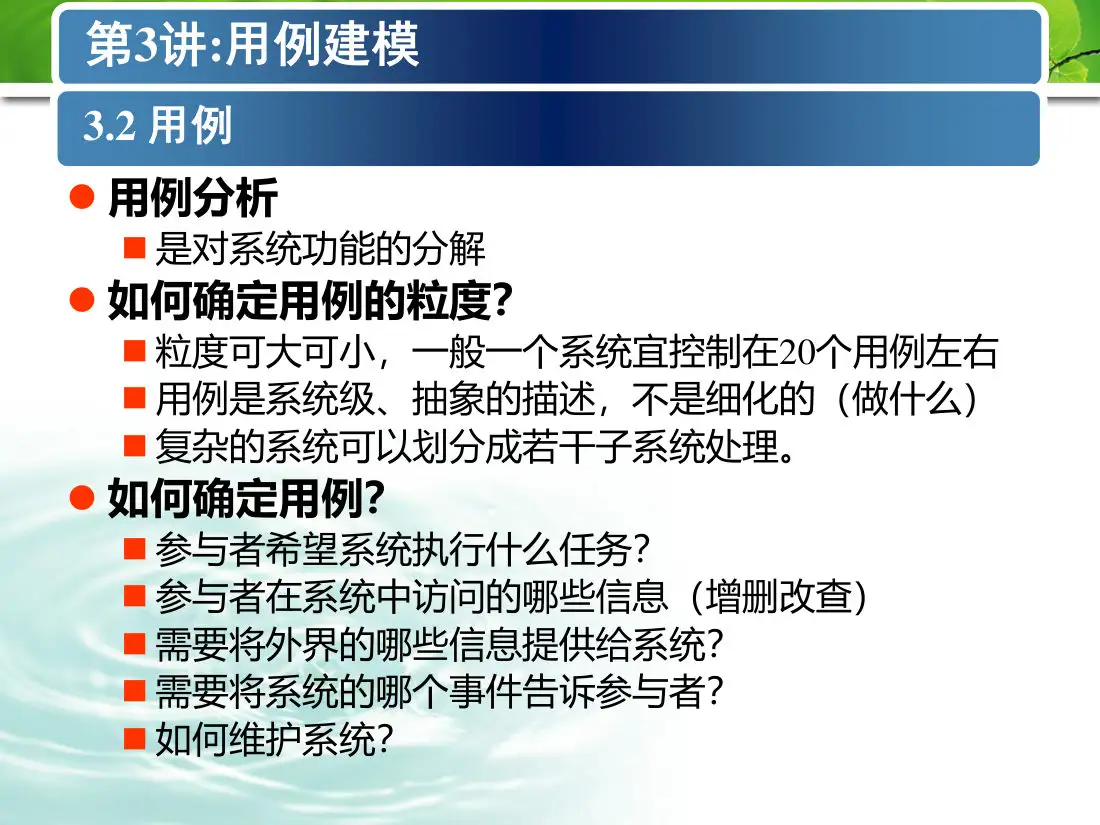 第3讲:用例建模
3.2 用例
用例分析
是对系统功能的分解
如何确定用例的粒度?
粒度可大可小，一般一个系统宜控制在20个用例左右
用例是系统级、抽象的描述，不是细化的（做什么）
复杂的系统可以划分成若干子系统处理。
如何确定用例?
参与者希望系统执行什么任务?
参与者在系统中访问的哪些信息（增删改查）
需要将外界的哪些信息提供给系统?
需要将系统的哪个事件告诉参与者?
如何维护系统?